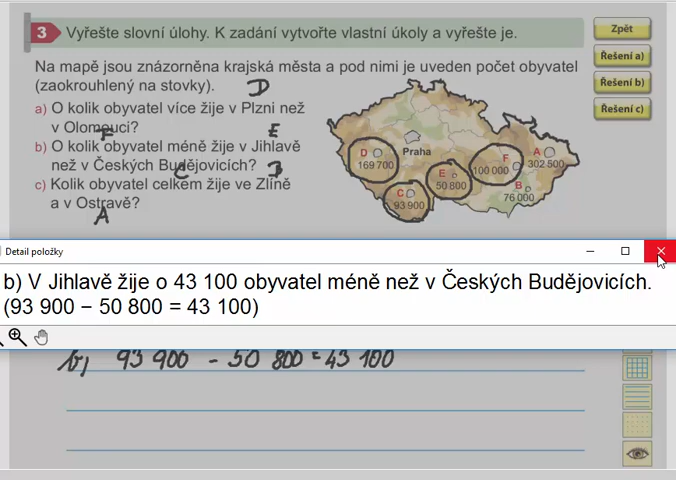 3 Vyřešte slovní úlohy. K zadání vytvořte vlastní úkoly a vyřešte je.
Zpět
Řešení a)
Řešení b)
Řešení c)
Na mapě jsou znázorněna krajská města a pod nimi je uveden počet obyvatel
(zaokrouhlený na stovky).
D
a) O kolik obyvatel více žije v Plzni než
v Olomouci?
F
E
b) O kolik obyvatel méně žije v Jihlavě
než v Českých Budějovicích?
C
B
c) Kolik obyvatel celkem žije ve Zlíně
a v Ostravě?
A
Praha
D
169 700
C
93 900
E
50 800
F
100 000
A
302 500
B
76 000
Detail položky
b) V Jihlavě žije o 43 100 obyvatel méně než v Českých Budějovicích.
(93 900 − 50 800 = 43 100)
b) 93 900 - 50 800 = 43 100